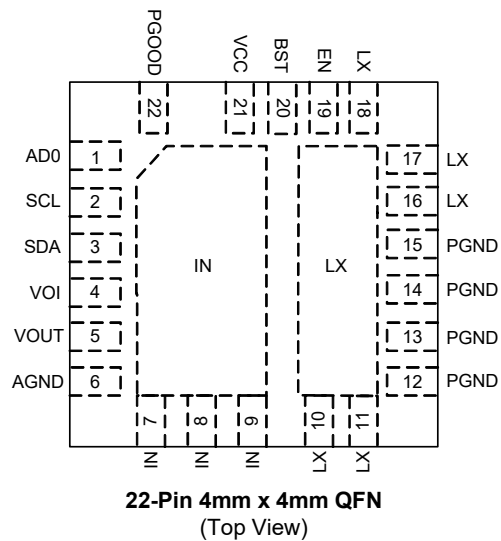 PGOOD VCC BST EN LX
22 21 20 19 18
AD0 1 17 LX
SCL 2 16 LX
SDA 3 15 PGND
VOI 4 IN LX 14 PGND
VOUT 5 13 PGND
AGND 6 12 PGND
7 8 9 10 11
IN IN IN LX LX
22-Pin 4mm x 4mm QFN
(Top View)